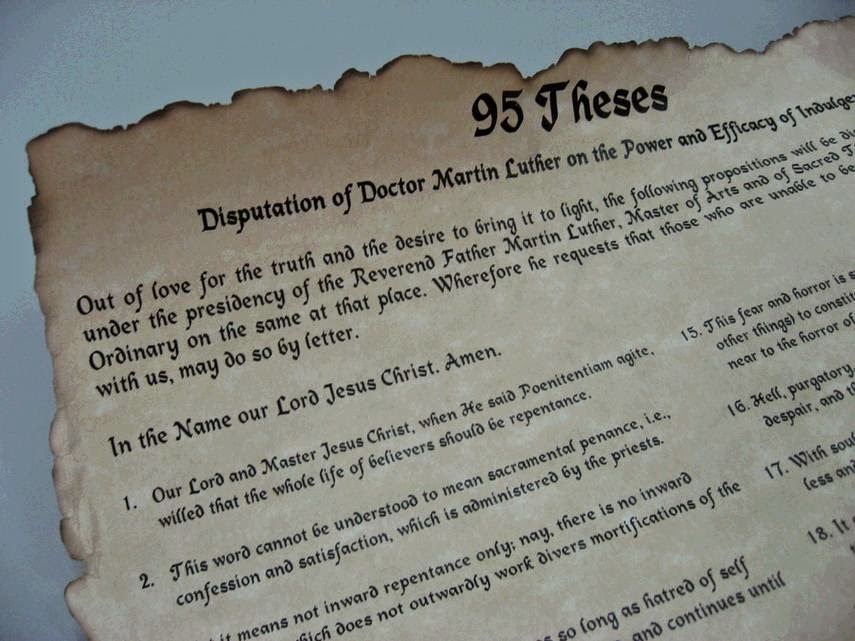 95 Theses
Disputation of Doctor Martin Luther on the Power and Efficacy of
Out of love for the truth and the desire to bring it to light, the following propositions will be
under the presidency of the Reverend Father Martin Luther, Master of Arts and of Sacred
Ordinary on the same at that place. Wherefore he requests that those who are unable to
with us, may do so by letter.
In the Name our Lord Jesus Christ. Amen.
1. Our Lord and Master Jesus Christ, when He said Poenitentiam agite,
willed that the whole life of believers should be repentance.
2. This word cannot be understood to mean sacramental penance, i.e.,
confession and satisfaction, which is administered by the priests.
it means not inward repentance only; nay, there is no inward
which does not outwardly work divers mortifications of the
so long as hatred of self
and continues until
15. This fear and horror is
other things) to
near to the horror of
16. Hell, purgatory,
despair, and
17. With
less
18. It